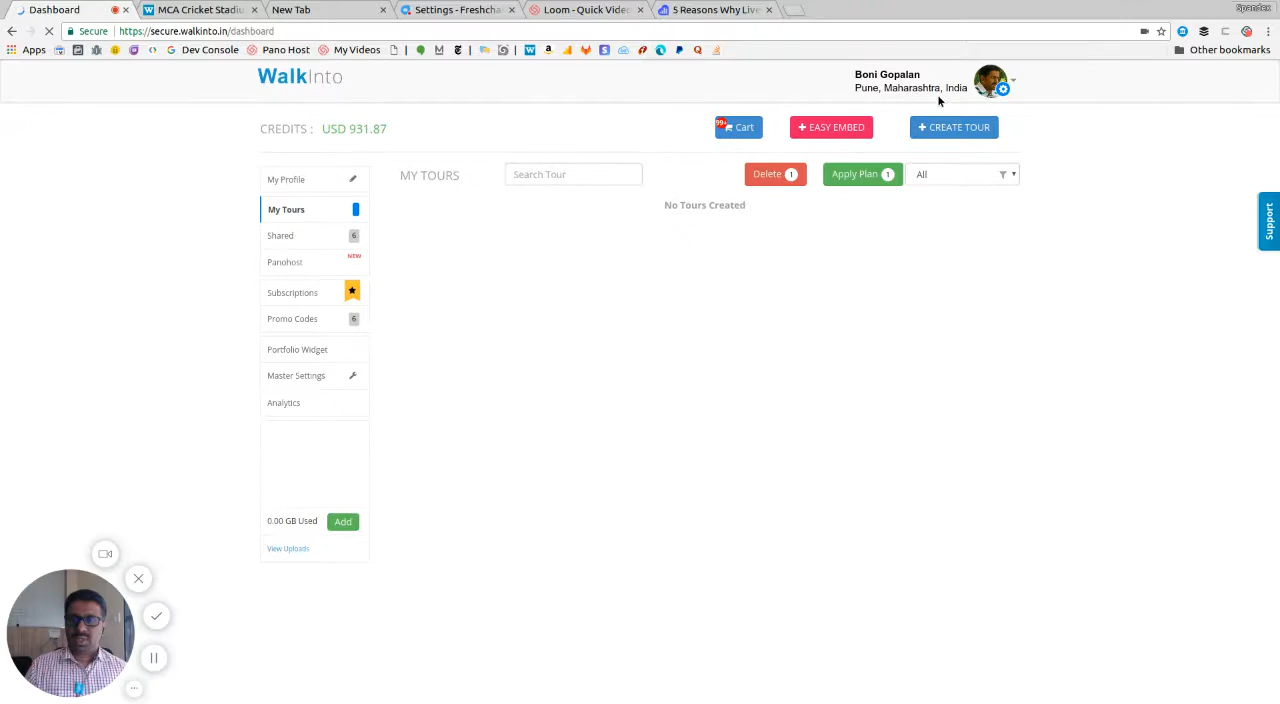 Dashboard
MCA Cricket Stadiu
New Tab
Settings - Freshcha
Loom - Quick Video
5 Reasons Why Live
Spandex
Secure
https://secure.walkinto.in/dashboard
Apps
Dev Console
Pano Host
My Videos
Other bookmarks
WalkInto
Boni Gopalan
Pune, Maharashtra, India
CREDITS : USD 931.87
99+
Cart
+ EASY EMBED
+ CREATE TOUR
My Profile
MY TOURS
Search Tour
Delete 1
Apply Plan 1
All
My Tours
No Tours Created
Shared 6
Panohost NEW
Subscriptions
Promo Codes 6
Portfolio Widget
Master Settings
Analytics
0.00 GB Used
Add
View Uploads
Support